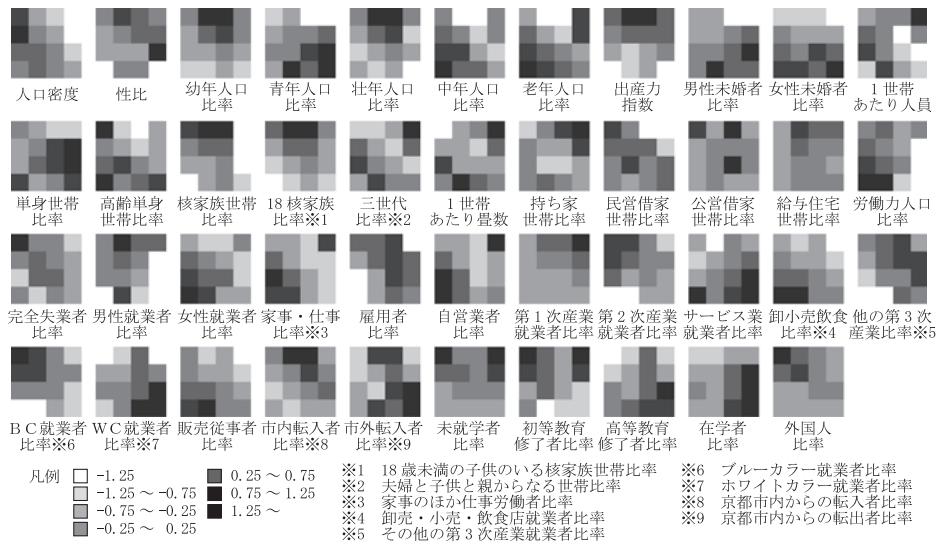 人口密度
性比
幼年人口
比率
青年人口
比率
壮年人口
比率
中年人口
比率
老年人口
比率
出産力
指数
男性未婚者
比率
女性未婚者
比率
1世帯
あたり人員
単身世帯
比率
高齢単身
世帯比率
核家族世帯
比率
18核家族
比率※1
三世代
比率※2
1世帯
あたり畳数
持ち家
世帯比率
民営借家
世帯比率
公営借家
世帯比率
給与住宅
世帯比率
労働力人口
比率
完全失業者
比率
男性就業者
比率
女性就業者
比率
家事・仕事
比率※3
雇用者
比率
自営業者
比率
第1次産業
就業者比率
第2次産業
就業者比率
サービス業
就業者比率
卸小売飲食
比率※4
他の第3次
産業比率※5
BC就業者
比率※6
WC就業者
比率※7
販売従事者
比率
市内転入者
比率※8
市外転入者
比率※9
未就学者
比率
初等教育
修了者比率
高等教育
修了者比率
在学者
比率
外国人
比率
凡例
-1.25
-1.25～-0.75
-0.75～-0.25
-0.25～ 0.25
0.25～0.75
0.75～1.25
1.25～
※1 18歳未満の子供のいる核家族世帯比率
※2 夫婦と子供と親からなる世帯比率
※3 家事のほか仕事労働者比率
※4 卸売・小売・飲食店就業者比率
※5 その他の第3次産業就業者比率
※6 ブルーカラー就業者比率
※7 ホワイトカラー就業者比率
※8 京都市内からの転入者比率
※9 京都市内からの転出者比率